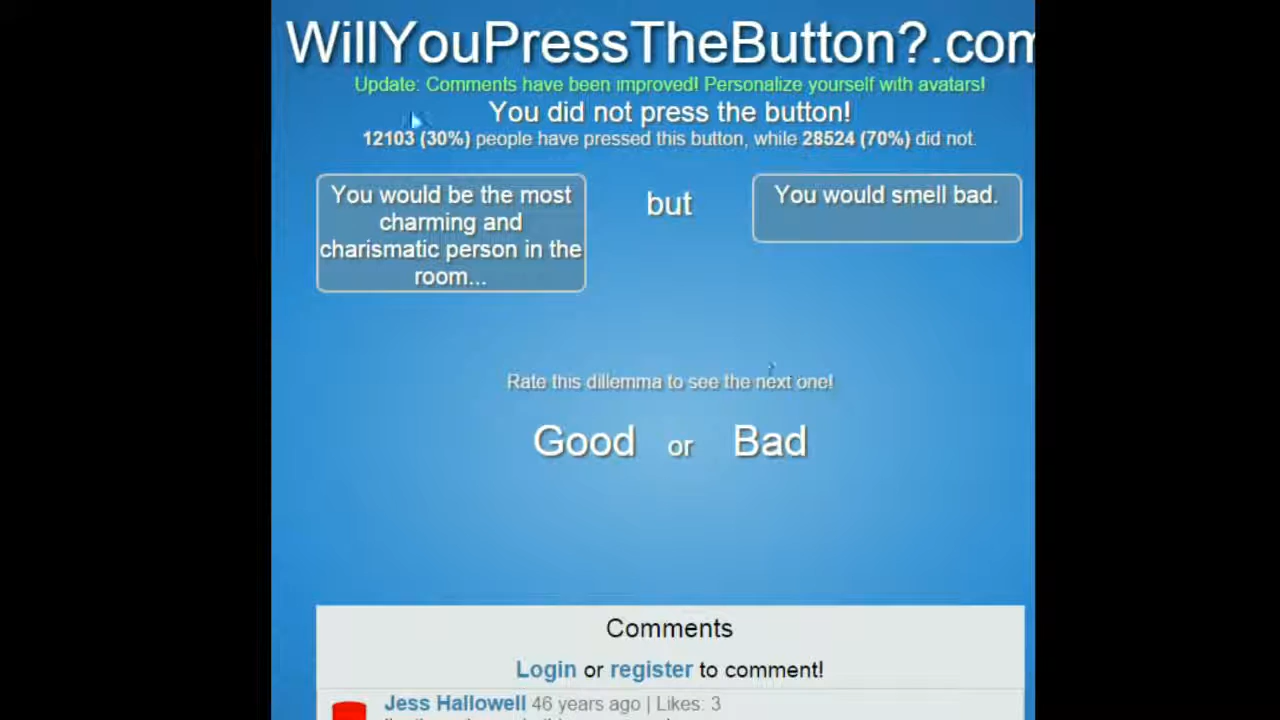 WillYouPressTheButton?.com
Update: Comments have been improved! Personalize yourself with avatars!
You did not press the button!
12103 (30%) people have pressed this button, while 28524 (70%) did not.
You would be the most
charming and
charismatic person in the
room...
but
You would smell bad.
Rate this dillemma to see the next one!
Good or Bad
Comments
Login or register to comment!
Jess Hallowell 46 years ago | Likes: 3